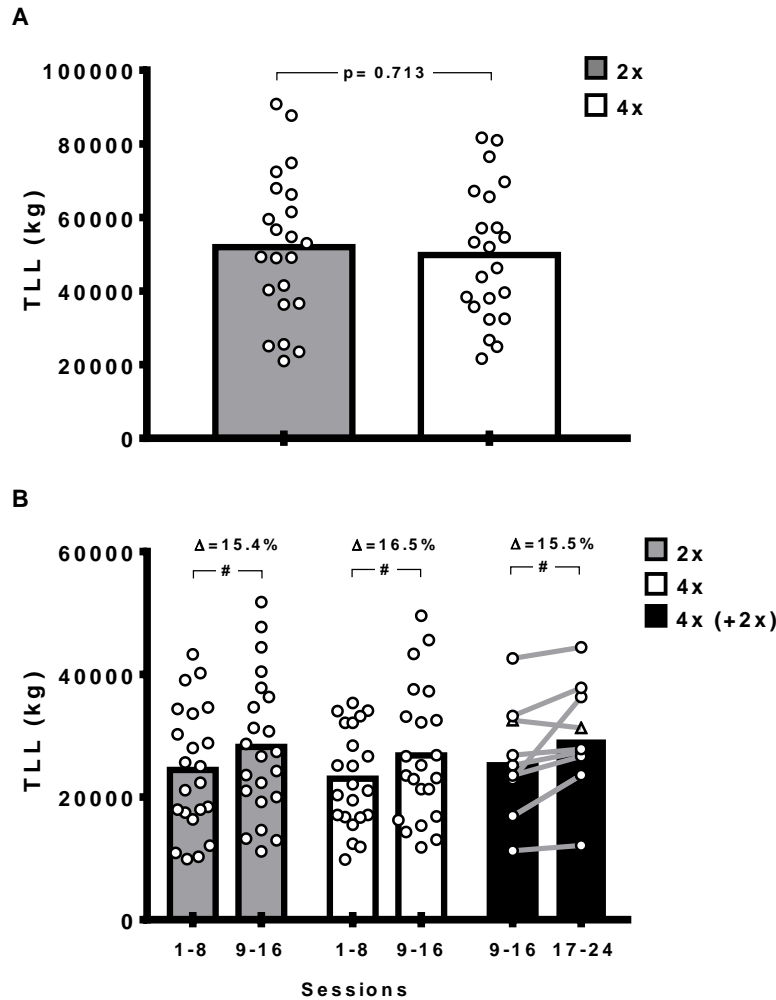 A
100000
80000
60000
40000
20000
0
TLL (kg)
p= 0.713
2x
4x
B
60000
40000
20000
0
TLL (kg)
Δ=15.4%
#
Δ=16.5%
#
Δ=15.5%
#
2x
4x
4x (+2x)
1-8 9-16 1-8 9-16 9-16 17-24
Sessions